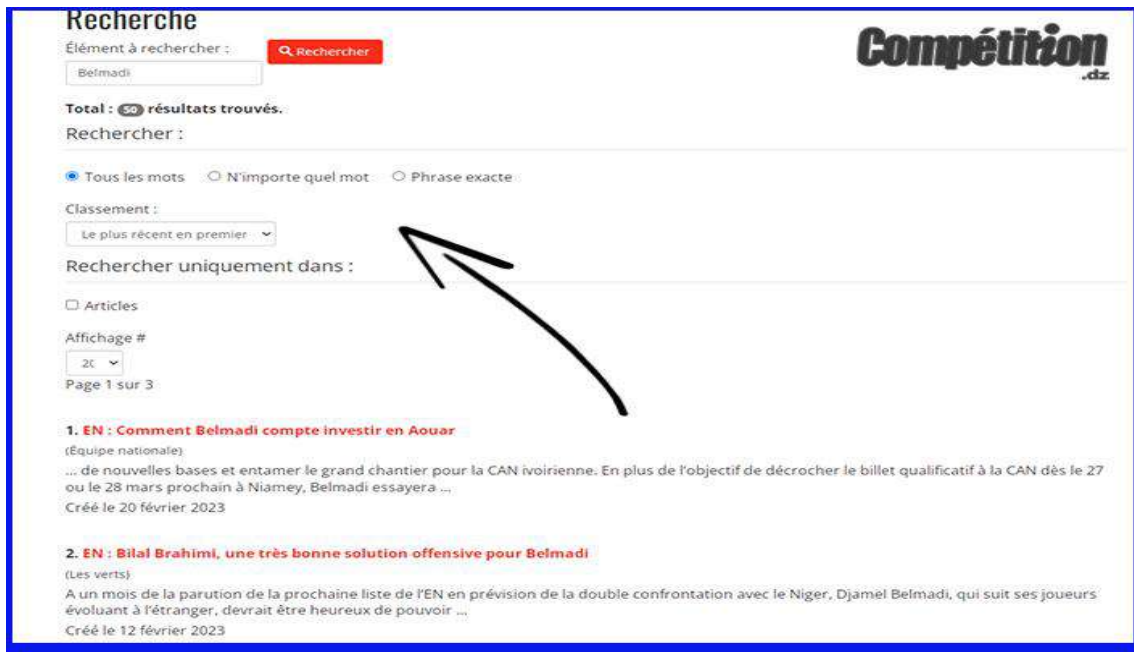 Recherche
Élément à rechercher :
Rechercher
Belmadi
Compétition
.dz
Total : 50 résultats trouvés.
Rechercher :
Tous les mots N'importe quel mot Phrase exacte
Classement :
Le plus récent en premier
Rechercher uniquement dans :
Articles
Affichage #
20
Page 1 sur 3
1. EN : Comment Belmadi compte investir en Aouar
(Équipe nationale)
... de nouvelles bases et entamer le grand chantier pour la CAN ivoirienne. En plus de l'objectif de décrocher le billet qualificatif à la CAN dès le 27
ou le 28 mars prochain à Niamey, Belmadi essayera ...
Créé le 20 février 2023
2. EN : Bilal Brahimi, une très bonne solution offensive pour Belmadi
(Les verts)
A un mois de la parution de la prochaine liste de l'EN en prévision de la double confrontation avec le Niger, Djamel Belmadi, qui suit ses joueurs
évoluant à l'étranger, devrait être heureux de pouvoir ...
Créé le 12 février 2023